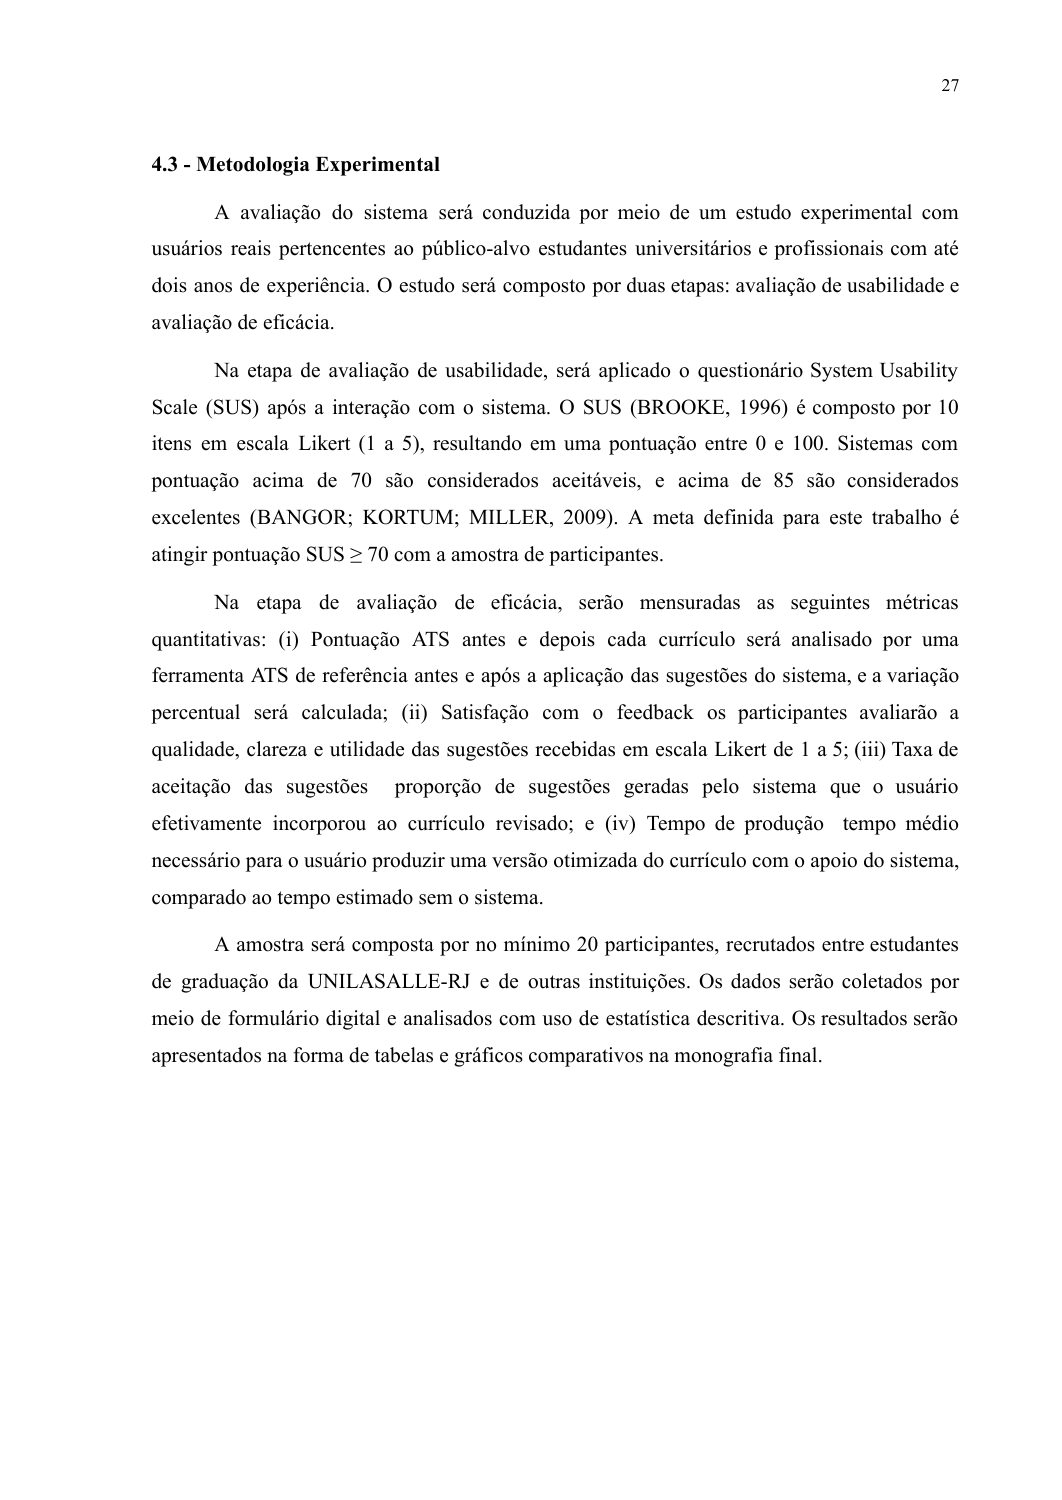 27
4.3 - Metodologia Experimental
A avaliação do sistema será conduzida por meio de um estudo experimental com
usuários reais pertencentes ao público-alvo estudantes universitários e profissionais com até
dois anos de experiência. O estudo será composto por duas etapas: avaliação de usabilidade e
avaliação de eficácia.
Na etapa de avaliação de usabilidade, será aplicado o questionário System Usability
Scale (SUS) após a interação com o sistema. O SUS (BROOKE, 1996) é composto por 10
itens em escala Likert (1 a 5), resultando em uma pontuação entre 0 e 100. Sistemas com
pontuação acima de 70 são considerados aceitáveis, e acima de 85 são considerados
excelentes (BANGOR; KORTUM; MILLER, 2009). A meta definida para este trabalho é
atingir pontuação SUS ≥ 70 com a amostra de participantes.
Na etapa de avaliação de eficácia, serão mensuradas as seguintes métricas
quantitativas: (i) Pontuação ATS antes e depois cada currículo será analisado por uma
ferramenta ATS de referência antes e após a aplicação das sugestões do sistema, e a variação
percentual será calculada; (ii) Satisfação com o feedback os participantes avaliarão a
qualidade, clareza e utilidade das sugestões recebidas em escala Likert de 1 a 5; (iii) Taxa de
aceitação das sugestões  proporção de sugestões geradas pelo sistema que o usuário
efetivamente incorporou ao currículo revisado; e (iv) Tempo de produção  tempo médio
necessário para o usuário produzir uma versão otimizada do currículo com o apoio do sistema,
comparado ao tempo estimado sem o sistema.
A amostra será composta por no mínimo 20 participantes, recrutados entre estudantes
de graduação da UNILASALLE-RJ e de outras instituições. Os dados serão coletados por
meio de formulário digital e analisados com uso de estatística descritiva. Os resultados serão
apresentados na forma de tabelas e gráficos comparativos na monografia final.